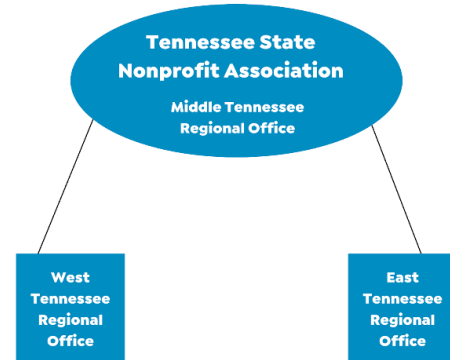 Tennessee State
Nonprofit Association
Middle Tennessee
Regional Office
West
Tennessee
Regional
Office
East
Tennessee
Regional
Office